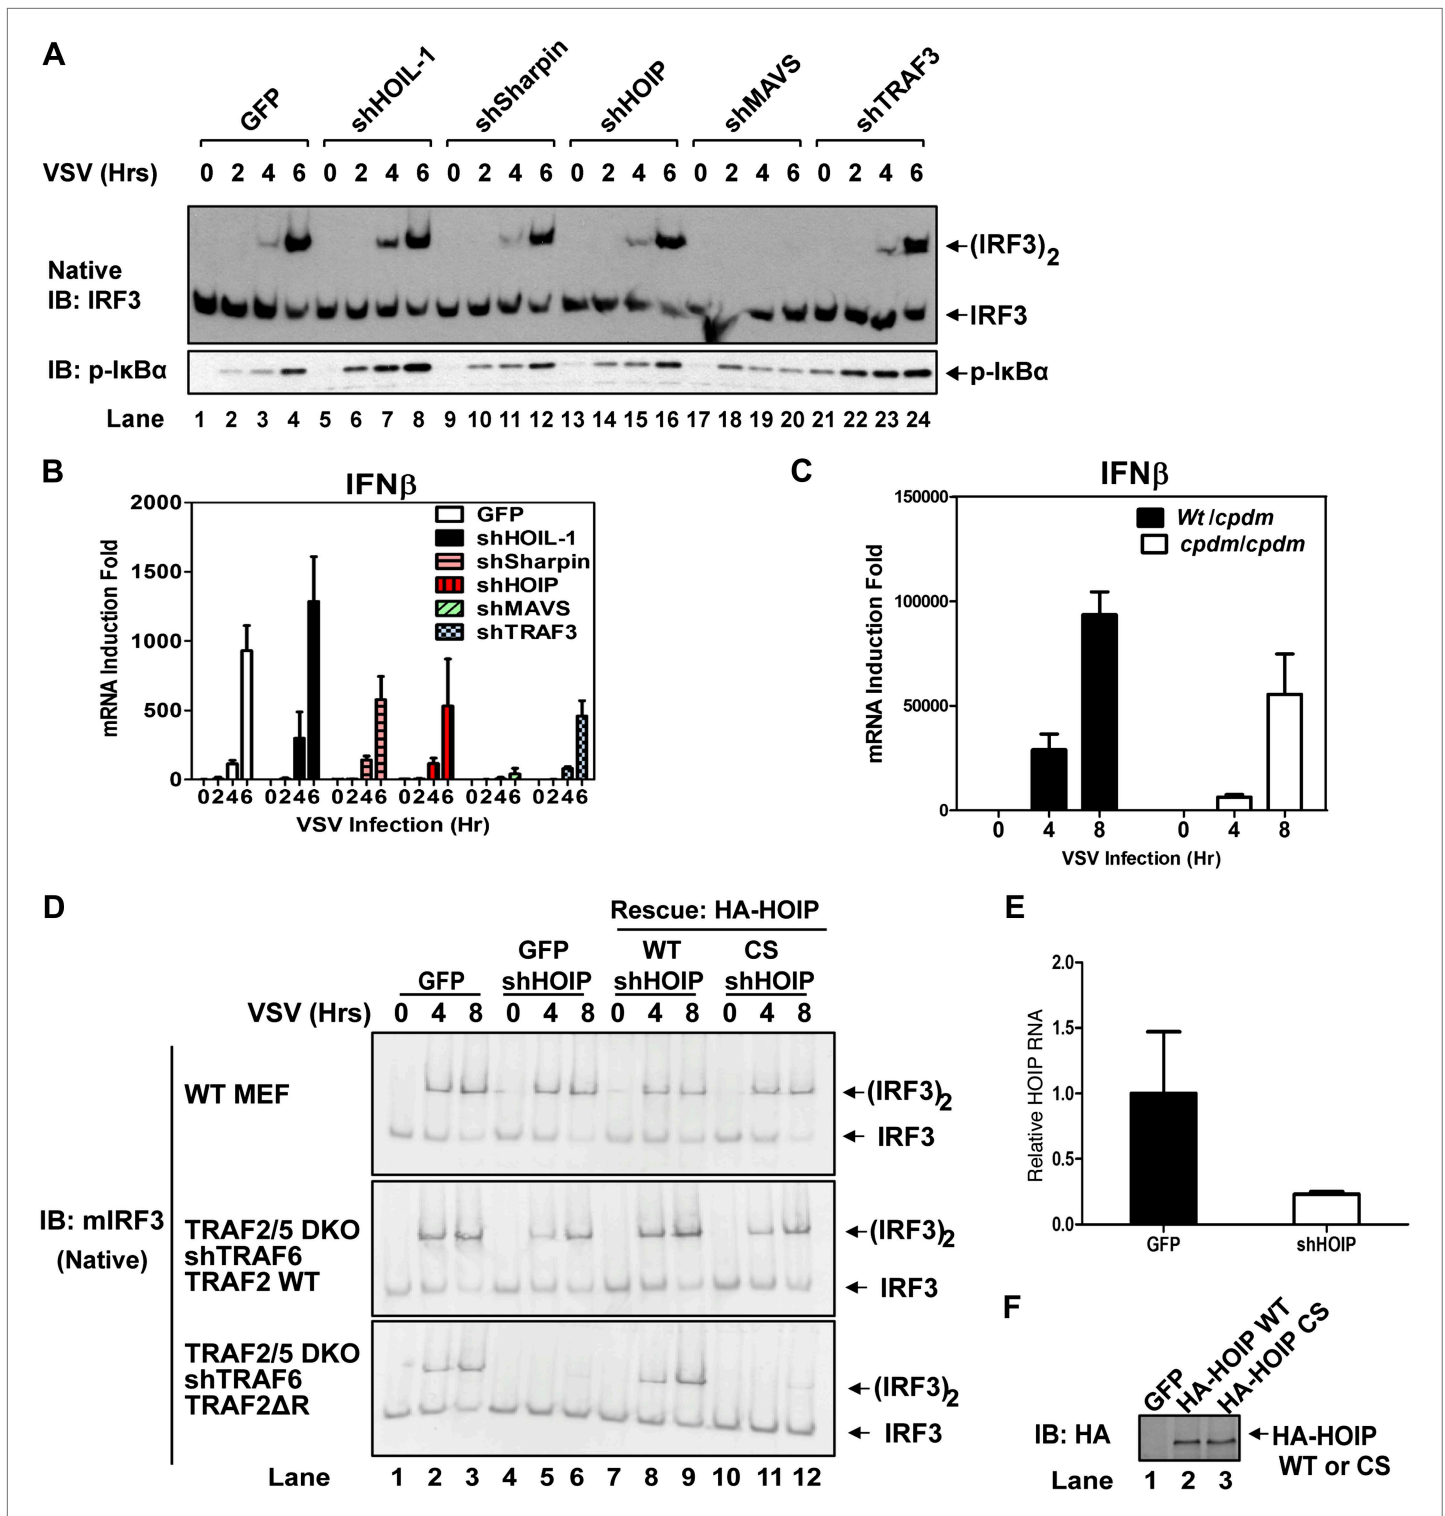 A
GFP shHOIL-1 shSharpin shHOIP shMAVS shTRAF3
VSV (Hrs) 0 2 4 6 0 2 4 6 0 2 4 6 0 2 4 6 0 2 4 6 0 2 4 6
Native
IB: IRF3
(IRF3)2
IRF3
IB: p-IκBα
p-IκBα
Lane 1 2 3 4 5 6 7 8 9 10 11 12 13 14 15 16 17 18 19 20 21 22 23 24
B
IFNβ
mRNA Induction Fold
2000
1500
1000
500
0
GFP
shHOIL-1
shSharpin
shHOIP
shMAVS
shTRAF3
0246 0246 0246 0246 0246 0246
VSV Infection (Hr)
C
IFNβ
mRNA Induction Fold
150000
100000
50000
0
Wt/cpdm
cpdm/cpdm
0 4 8 0 4 8
VSV Infection (Hr)
D
Rescue: HA-HOIP
GFP WT CS
GFP shHOIP shHOIP shHOIP
VSV (Hrs) 0 4 8 0 4 8 0 4 8 0 4 8
IB: mIRF3
(Native)
WT MEF
(IRF3)2
IRF3
TRAF2/5 DKO
shTRAF6
TRAF2 WT
(IRF3)2
IRF3
TRAF2/5 DKO
shTRAF6
TRAF2ΔR
(IRF3)2
IRF3
Lane 1 2 3 4 5 6 7 8 9 10 11 12
E
Relative HOIP RNA
2.0
1.5
1.0
0.5
0.0
GFP shHOIP
F
GFP HA-HOIP WT HA-HOIP CS
IB: HA
HA-HOIP
WT or CS
Lane 1 2 3